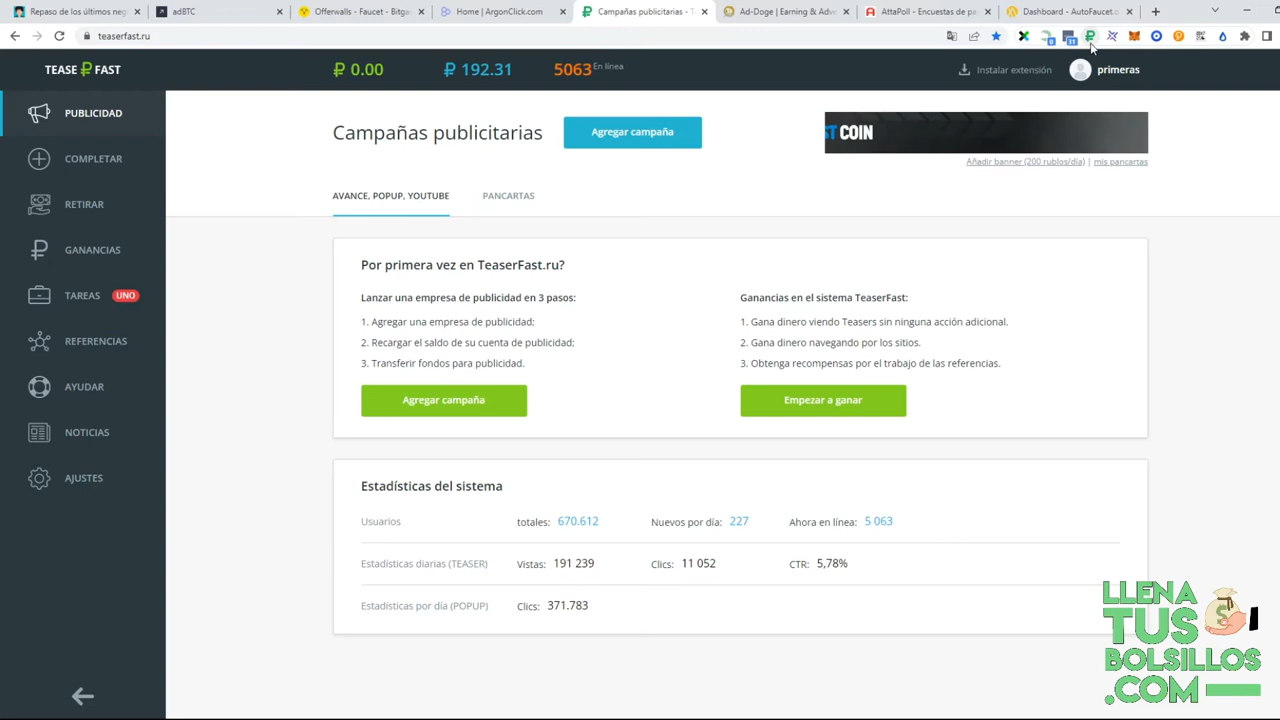 Repaso de los últimos neg
adBTC
Offerwalls - Faucet - Bitga
Home | ArgonClick.com
Campañas publicitarias - T
Ad-Doge | Earning & Adve
AttaPoll - Encuestas de pa
Dashboard - AutoFaucet.o
teaserfast.ru
TEASE₽FAST
₽ 0.00
₽ 192.31
5063 En línea
Instalar extensión
primeras
PUBLICIDAD
COMPLETAR
RETIRAR
GANANCIAS
TAREAS UNO
REFERENCIAS
AYUDAR
NOTICIAS
AJUSTES
Campañas publicitarias
Agregar campaña
ST COIN
Añadir banner (200 rublos/día) | mis pancartas
AVANCE, POPUP, YOUTUBE
PANCARTAS
Por primera vez en TeaserFast.ru?
Lanzar una empresa de publicidad en 3 pasos:
1. Agregar una empresa de publicidad;
2. Recargar el saldo de su cuenta de publicidad;
3. Transferir fondos para publicidad.
Agregar campaña
Ganancias en el sistema TeaserFast:
1. Gana dinero viendo Teasers sin ninguna acción adicional.
2. Gana dinero navegando por los sitios.
3. Obtenga recompensas por el trabajo de las referencias.
Empezar a ganar
Estadísticas del sistema
Usuarios totales: 670.612 Nuevos por día: 227 Ahora en línea: 5 063
Estadísticas diarias (TEASER) Vistas: 191 239 Clics: 11 052 CTR: 5,78%
Estadísticas por día (POPUP) Clics: 371.783
LLENA
TUS
BOLSILLOS
.COM